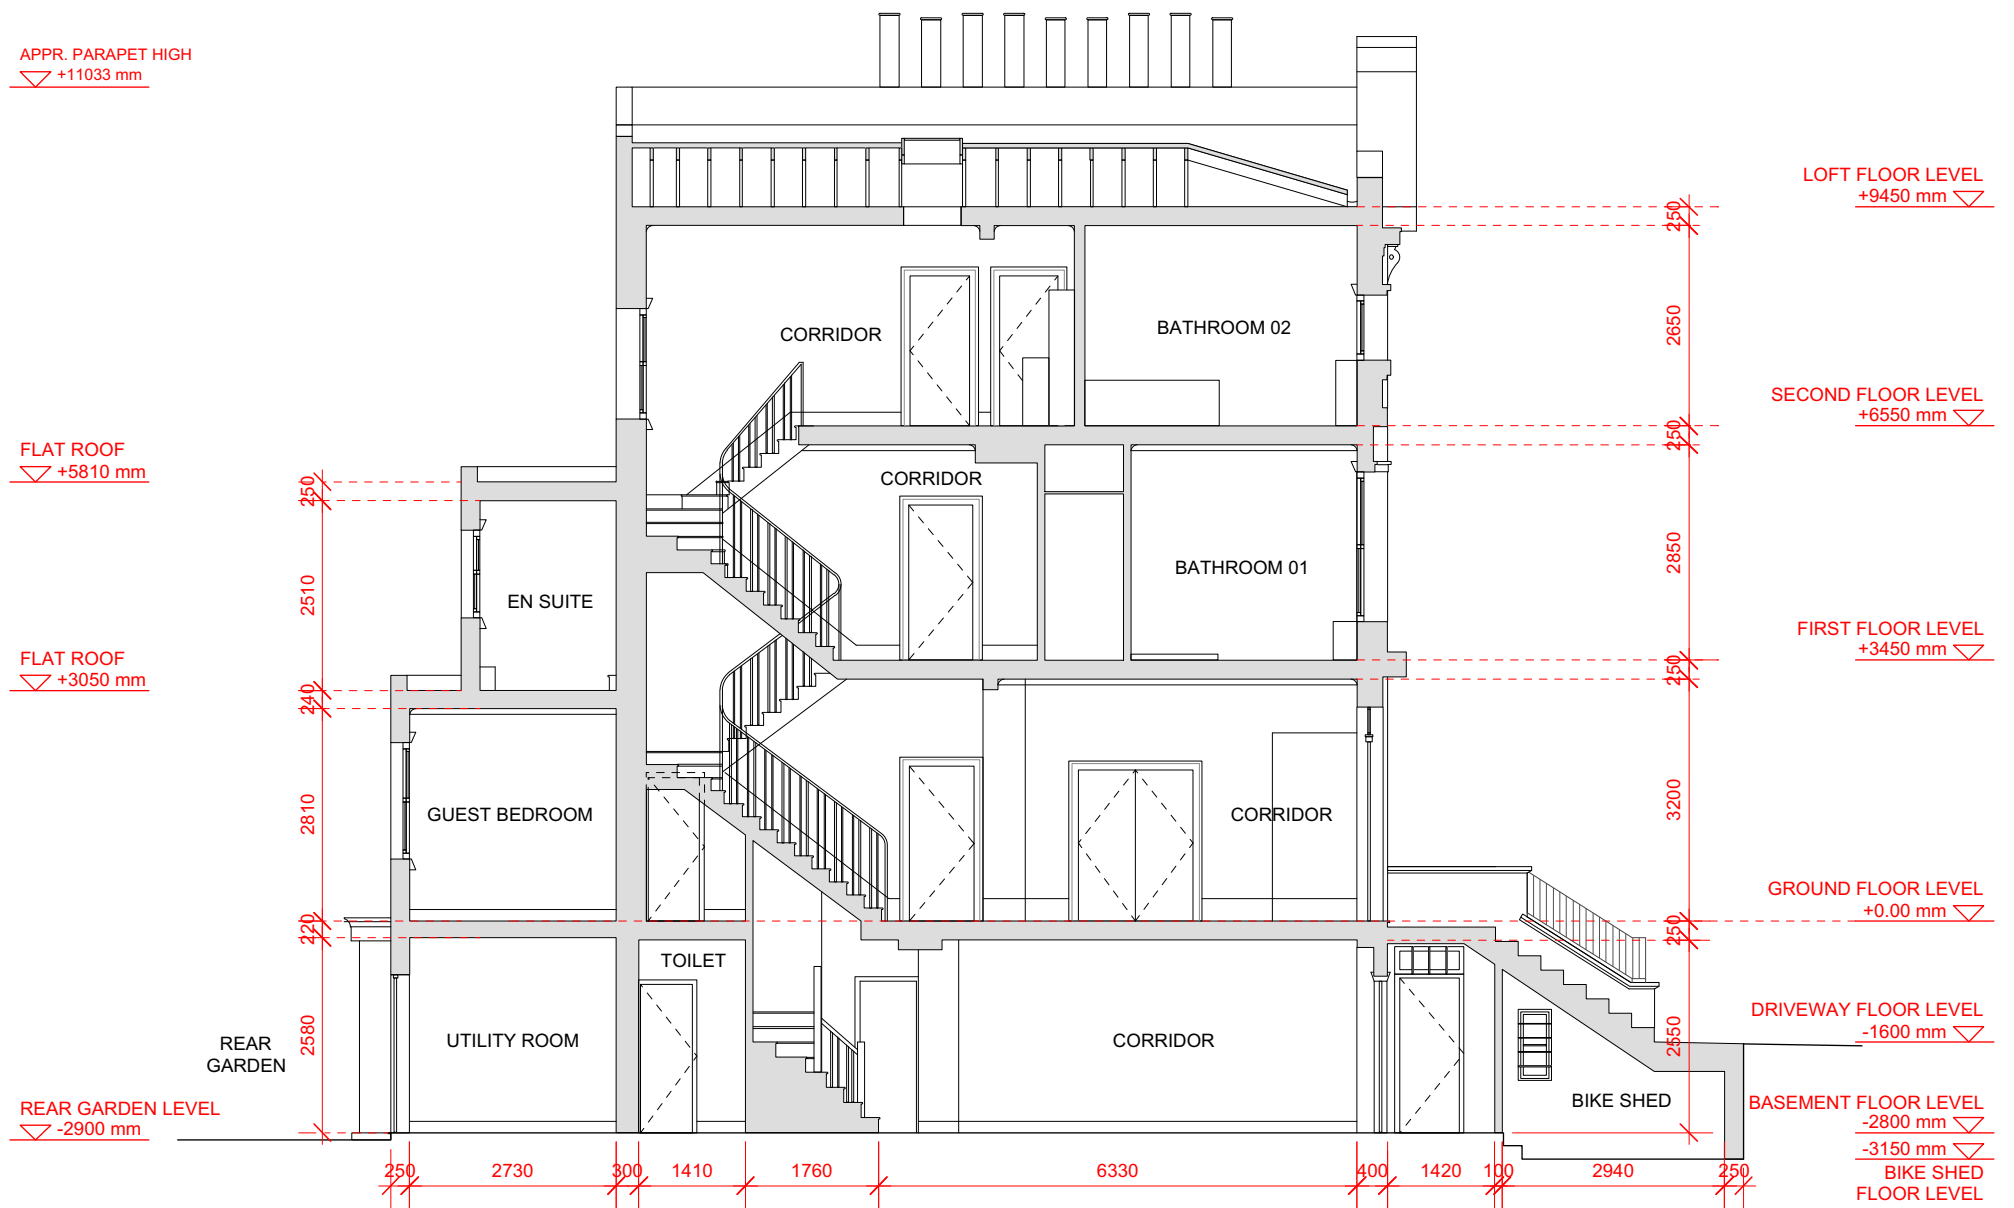 APPR. PARAPET HIGH
+11033 mm
LOFT FLOOR LEVEL
+9450 mm
250
2650
CORRIDOR
BATHROOM 02
SECOND FLOOR LEVEL
+6550 mm
250
FLAT ROOF
+5810 mm
250
CORRIDOR
2850
BATHROOM 01
2510
EN SUITE
FIRST FLOOR LEVEL
+3450 mm
250
FLAT ROOF
+3050 mm
240
2810
GUEST BEDROOM
CORRIDOR
3200
GROUND FLOOR LEVEL
+0.00 mm
250
220
TOILET
2580
REAR
GARDEN
UTILITY ROOM
CORRIDOR
2550
DRIVEWAY FLOOR LEVEL
-1600 mm
BIKE SHED
REAR GARDEN LEVEL
-2900 mm
BASEMENT FLOOR LEVEL
-2800 mm
-3150 mm
BIKE SHED
FLOOR LEVEL
250 2730 300 1410 1760 6330 400 1420 100 2940 250